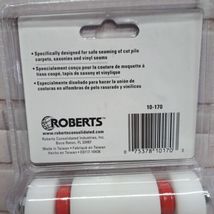 • Specifically designed for safe seaming of cut pile
carpets, saxonies and vinyl seams
• Spécialement conçu pour la couture de moquette à
tissu coupé, tapis de saxony et vinylique
• Especialmente diseñado para hacer la unión de
costuras en alfombras de pelo rasurado y vinílicos
10-170
ROBERTS
www.robertsconsolidated.com
Roberts Consolidated Industries, Inc.
Boca Raton, FL 33487
Made in Taiwan • Fabriqué en Taiwan
Hecho en Taiwan